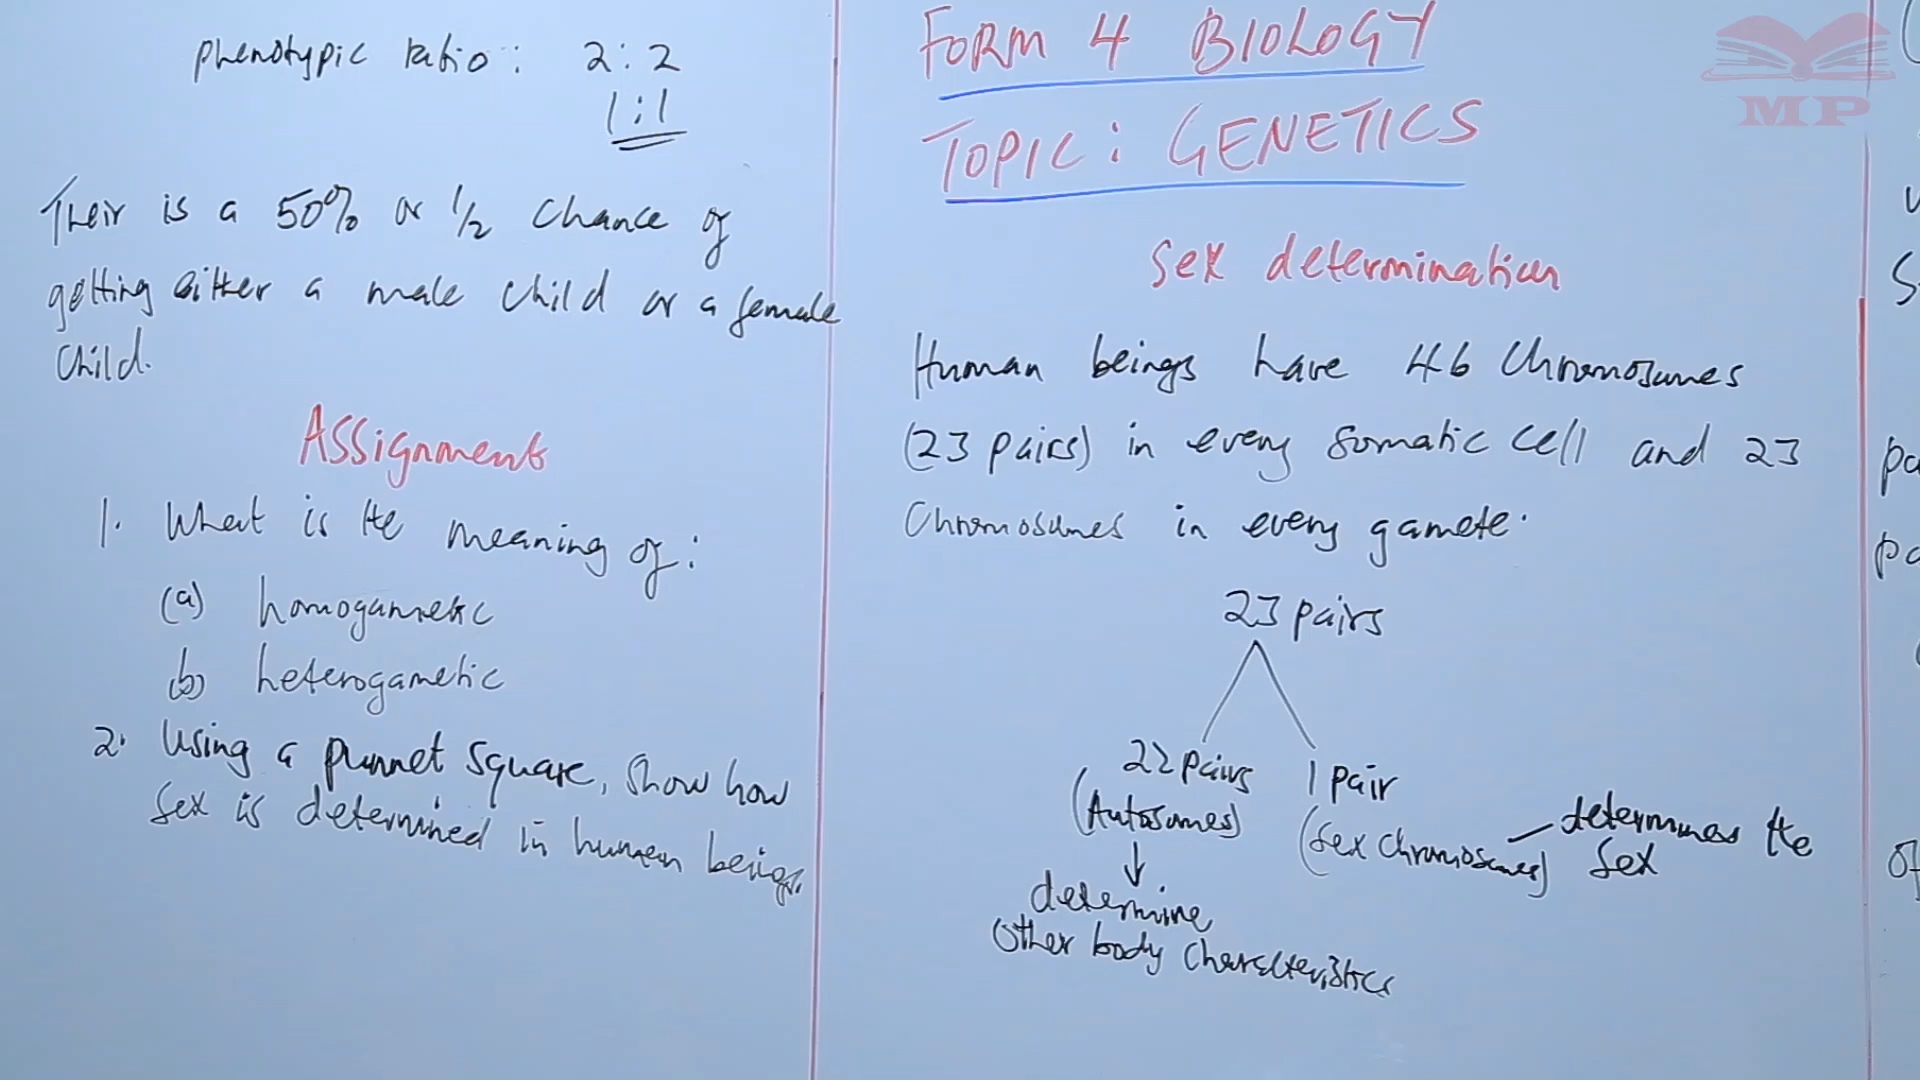 phenotypic ratio: 2:2
1:1
Their is a 50% or 1/2 chance of
getting either a male child or a female
child.
Assignment
1. What is the meaning of:
(a) homogametic
(b) heterogametic
2. Using a punnet square, show how
sex is determined in human beings.
FORM 4 BIOLOGY
TOPIC: GENETICS
Sex determination
Human beings have 46 chromosomes
(23 pairs) in every somatic cell and 23
chromosomes in every gamete.
23 pairs
22 pairs 1 pair
(Autosomes) (sex chromosomes) – determines the
sex
↓
determine
other body characteristics
MP